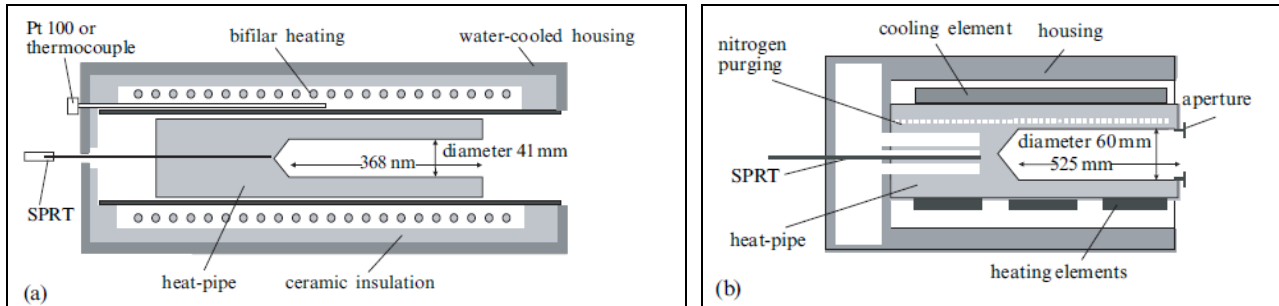 Pt 100 or
thermocouple
bifilar heating
water-cooled housing
diameter 41 mm
368 nm
SPRT
heat-pipe
ceramic insulation
(a)
cooling element
housing
nitrogen
purging
aperture
diameter 60 mm
525 mm
SPRT
heat-pipe
heating elements
(b)